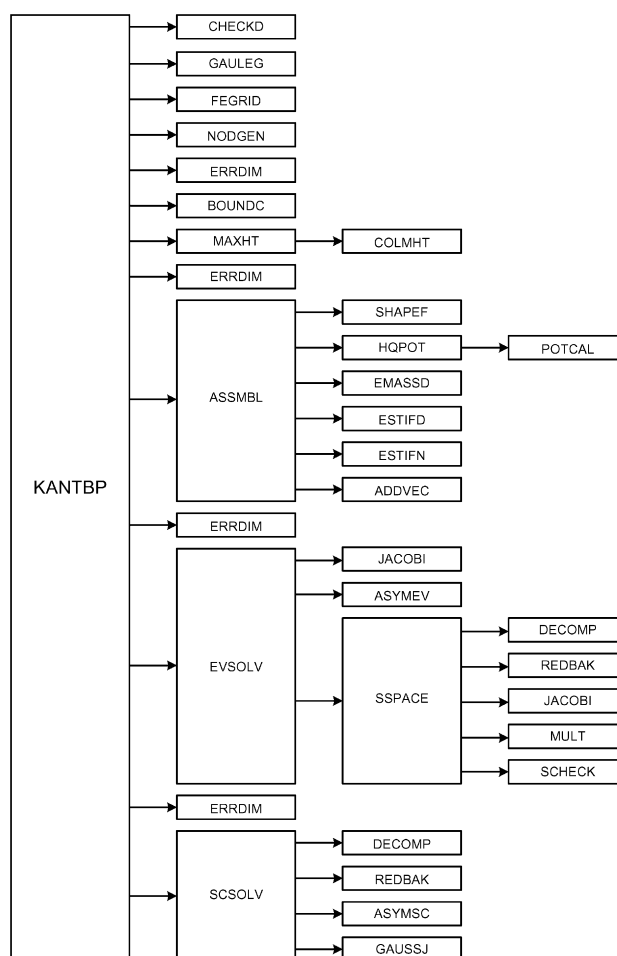 CHECKD
GAULEG
FEGRID
NODGEN
ERRDIM
BOUNDC
MAXHT
COLMHT
ERRDIM
SHAPEF
HQPOT
POTCAL
EMASSD
ASSMBL
ESTIFD
ESTIFN
KANTBP
ADDVEC
ERRDIM
JACOBI
ASYMEV
DECOMP
EVSOLV
REDBAK
SSPACE
JACOBI
MULT
SCHECK
ERRDIM
DECOMP
REDBAK
SCSOLV
ASYMSC
GAUSSJ